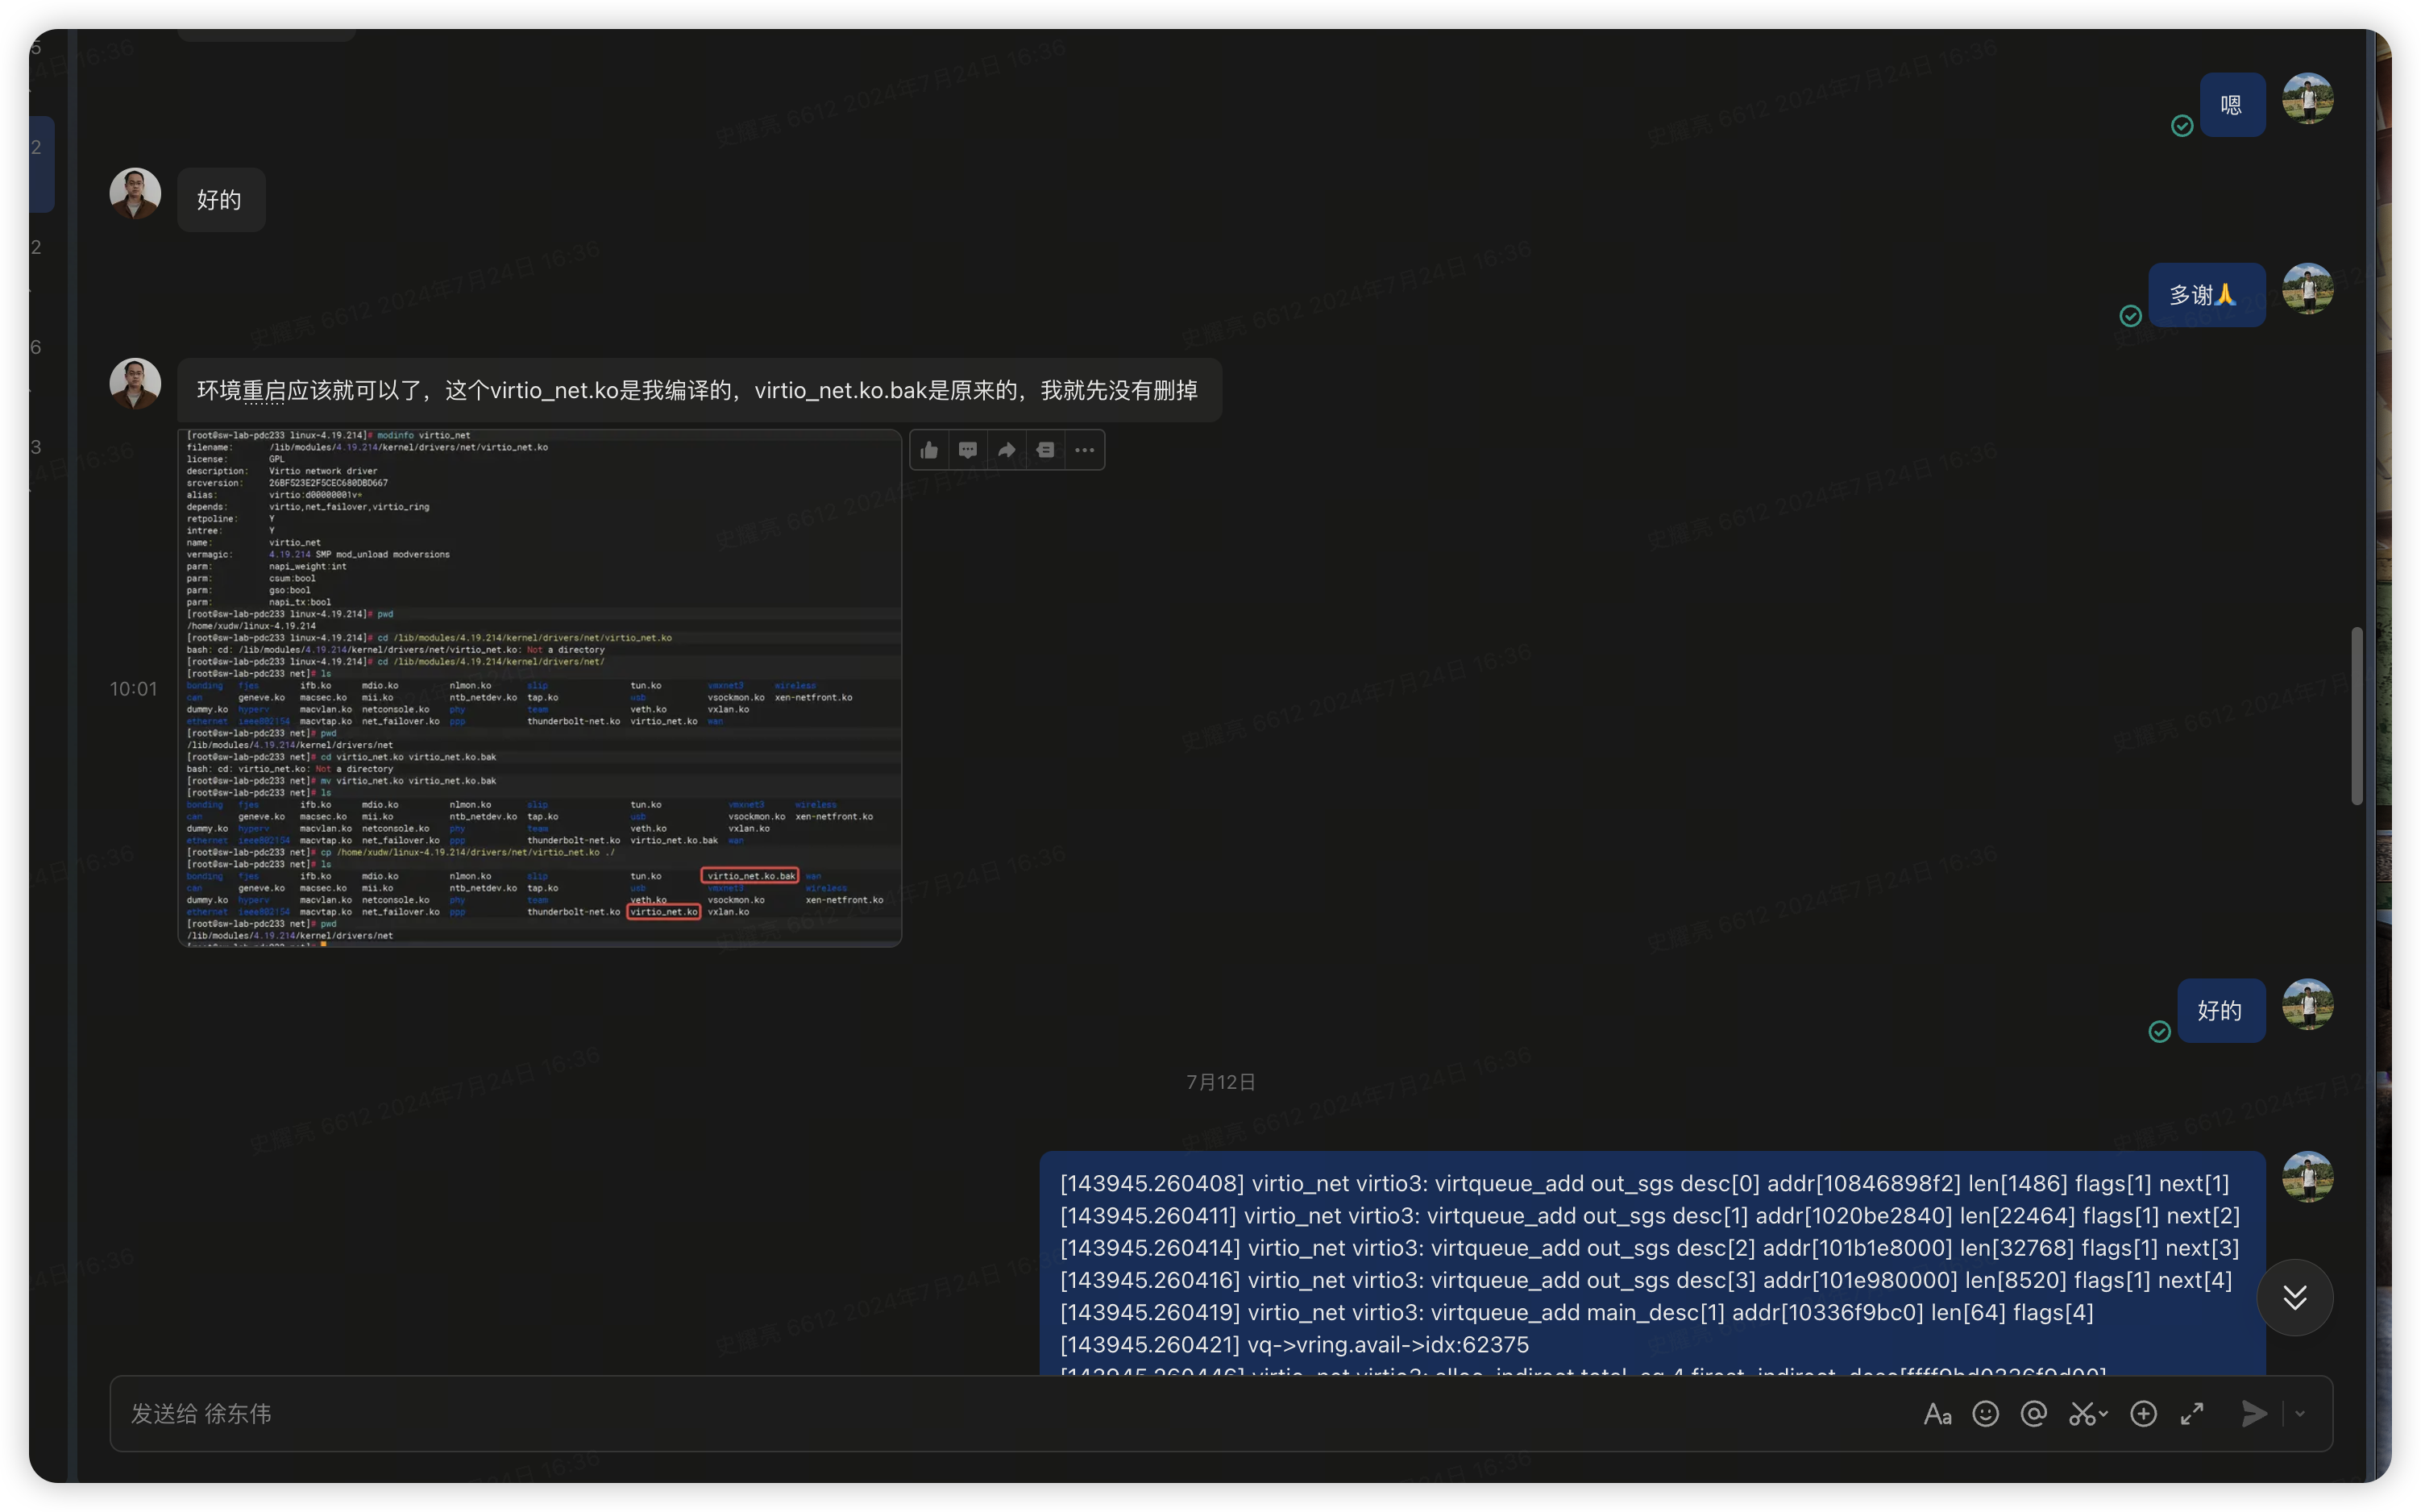 嗯
好的
多谢🙏
环境重启应该就可以了，这个virtio_net.ko是我编译的，virtio_net.ko.bak是原来的，我就先没有删掉
[root@sw-lab-pdc233 linux-4.19.214]# modinfo virtio_net
filename: /lib/modules/4.19.214/kernel/drivers/net/virtio_net.ko
license: GPL
description: Virtio network driver
srcversion: 26BF523E2F5CEC680DBD667
alias: virtio:d00000001v*
depends: virtio,net_failover,virtio_ring
retpoline: Y
intree: Y
name: virtio_net
vermagic: 4.19.214 SMP mod_unload modversions
parm: napi_weight:int
parm: csum:bool
parm: gso:bool
parm: napi_tx:bool
[root@sw-lab-pdc233 linux-4.19.214]# pwd
/home/xudw/linux-4.19.214
[root@sw-lab-pdc233 linux-4.19.214]# cd /lib/modules/4.19.214/kernel/drivers/net/virtio_net.ko
bash: cd: /lib/modules/4.19.214/kernel/drivers/net/virtio_net.ko: Not a directory
[root@sw-lab-pdc233 linux-4.19.214]# cd /lib/modules/4.19.214/kernel/drivers/net/
[root@sw-lab-pdc233 net]# ls
bonding fjes ifb.ko mdio.ko nlmon.ko slip tun.ko vmxnet3 wireless
can geneve.ko macsec.ko mii.ko ntb_netdev.ko tap.ko usb vsockmon.ko xen-netfront.ko
dummy.ko hyperv macvlan.ko netconsole.ko phy team veth.ko vxlan.ko
ethernet ieee802154 macvtap.ko net_failover.ko ppp thunderbolt-net.ko virtio_net.ko wan
[root@sw-lab-pdc233 net]# pwd
/lib/modules/4.19.214/kernel/drivers/net
[root@sw-lab-pdc233 net]# cd virtio_net.ko virtio_net.ko.bak
bash: cd: virtio_net.ko: Not a directory
[root@sw-lab-pdc233 net]# mv virtio_net.ko virtio_net.ko.bak
[root@sw-lab-pdc233 net]# ls
bonding fjes ifb.ko mdio.ko nlmon.ko slip tun.ko vmxnet3 wireless
can geneve.ko macsec.ko mii.ko ntb_netdev.ko tap.ko usb vsockmon.ko xen-netfront.ko
dummy.ko hyperv macvlan.ko netconsole.ko phy team veth.ko vxlan.ko
ethernet ieee802154 macvtap.ko net_failover.ko ppp thunderbolt-net.ko virtio_net.ko.bak wan
[root@sw-lab-pdc233 net]# cp /home/xudw/linux-4.19.214/drivers/net/virtio_net.ko ./
[root@sw-lab-pdc233 net]# ls
bonding fjes ifb.ko mdio.ko nlmon.ko slip tun.ko virtio_net.ko.bak wan
can geneve.ko macsec.ko mii.ko ntb_netdev.ko tap.ko usb vmxnet3 wireless
dummy.ko hyperv macvlan.ko netconsole.ko phy team veth.ko vsockmon.ko xen-netfront.ko
ethernet ieee802154 macvtap.ko net_failover.ko ppp thunderbolt-net.ko virtio_net.ko vxlan.ko
[root@sw-lab-pdc233 net]# pwd
/lib/modules/4.19.214/kernel/drivers/net
10:01
好的
7月12日
[143945.260408] virtio_net virtio3: virtqueue_add out_sgs desc[0] addr[10846898f2] len[1486] flags[1] next[1]
[143945.260411] virtio_net virtio3: virtqueue_add out_sgs desc[1] addr[1020be2840] len[22464] flags[1] next[2]
[143945.260414] virtio_net virtio3: virtqueue_add out_sgs desc[2] addr[101b1e8000] len[32768] flags[1] next[3]
[143945.260416] virtio_net virtio3: virtqueue_add out_sgs desc[3] addr[101e980000] len[8520] flags[1] next[4]
[143945.260419] virtio_net virtio3: virtqueue_add main_desc[1] addr[10336f9bc0] len[64] flags[4]
[143945.260421] vq->vring.avail->idx:62375
发送给 徐东伟
Aa
史耀亮 6612 2024年7月24日 16:36